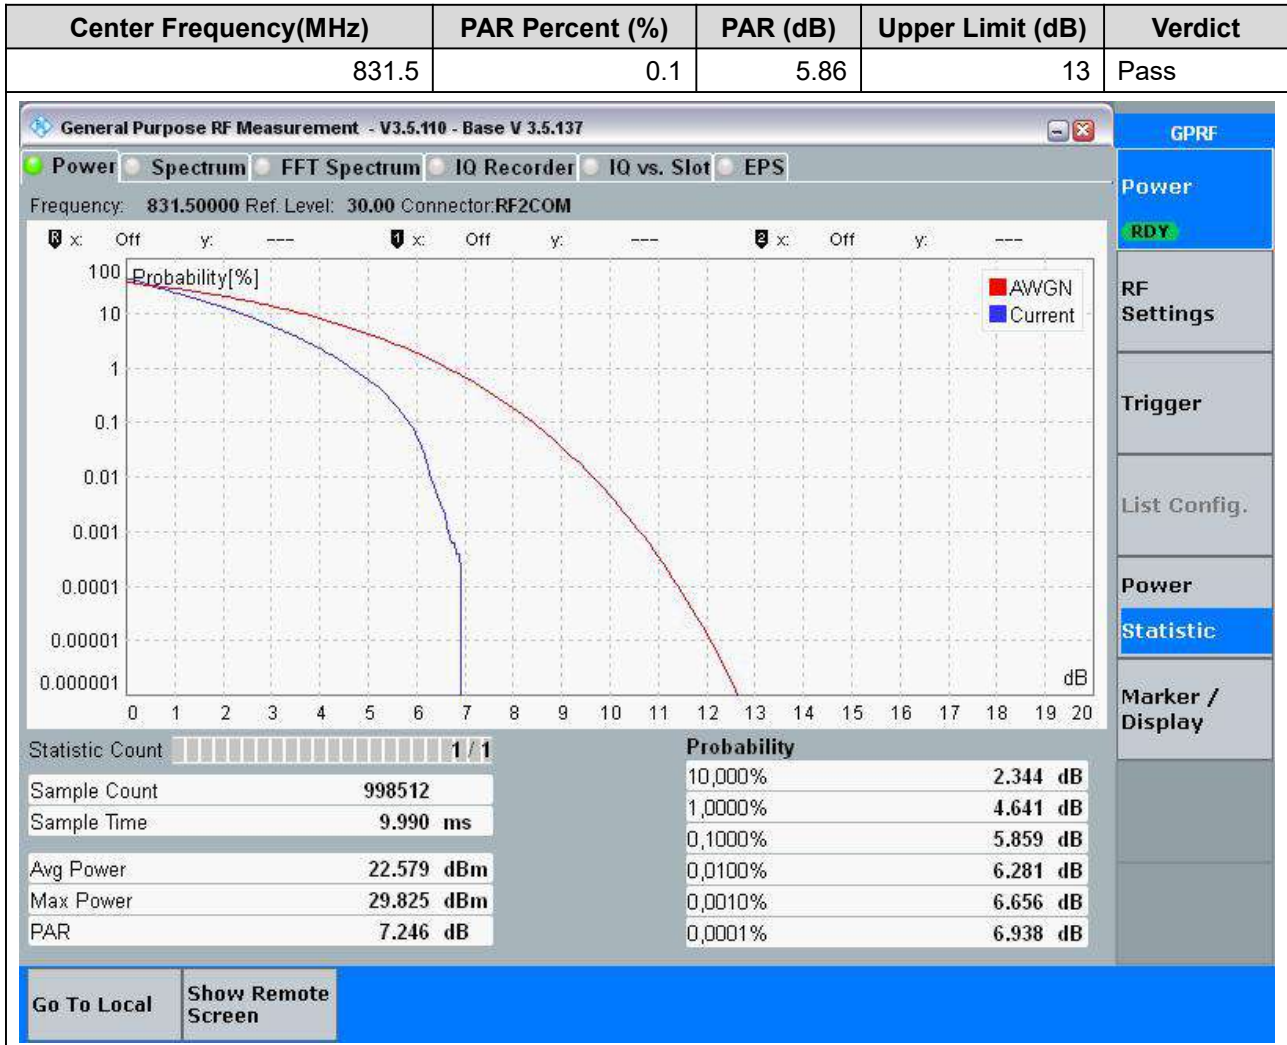 Center Frequency(MHz) PAR Percent (%) PAR (dB) Upper Limit (dB) Verdict
831.5 0.1 5.86 13 Pass
General Purpose RF Measurement - V3.5.110 - Base V 3.5.137
GPRF
Power Spectrum FFT Spectrum IQ Recorder IQ vs. Slot EPS
Frequency: 831.50000 Ref. Level: 30.00 Connector:RF2COM
R x: Off y: --- 1 x: Off y: --- 2 x: Off y: ---
Probability[%]
AWGN
Current
100
10
1
0.1
0.01
0.001
0.0001
0.00001
0.000001
dB
0 1 2 3 4 5 6 7 8 9 10 11 12 13 14 15 16 17 18 19 20
Statistic Count 1 / 1
Sample Count 998512
Sample Time 9.990 ms
Avg Power 22.579 dBm
Max Power 29.825 dBm
PAR 7.246 dB
Probability
10,000% 2.344 dB
1,0000% 4.641 dB
0,1000% 5.859 dB
0,0100% 6.281 dB
0,0010% 6.656 dB
0,0001% 6.938 dB
Power
RDY
RF
Settings
Trigger
List Config.
Power
Statistic
Marker /
Display
Go To Local
Show Remote
Screen